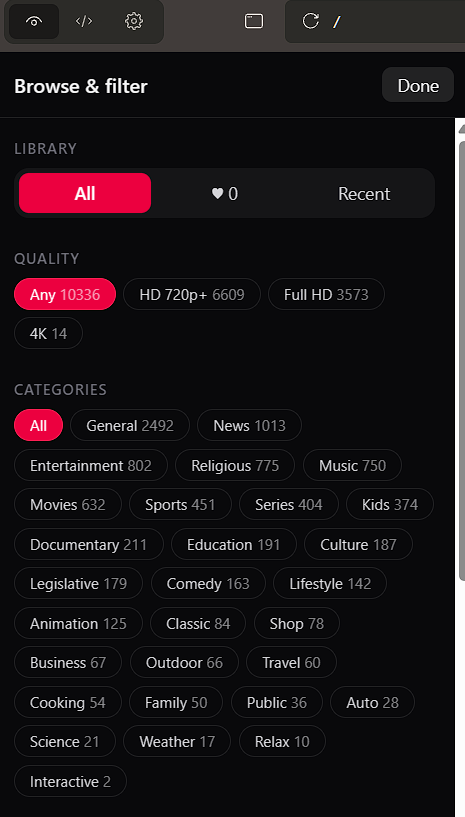 </>
/
Browse & filter
Done
LIBRARY
All ♥ 0 Recent
QUALITY
Any 10336 HD 720p+ 6609 Full HD 3573
4K 14
CATEGORIES
All General 2492 News 1013
Entertainment 802 Religious 775 Music 750
Movies 632 Sports 451 Series 404 Kids 374
Documentary 211 Education 191 Culture 187
Legislative 179 Comedy 163 Lifestyle 142
Animation 125 Classic 84 Shop 78
Business 67 Outdoor 66 Travel 60
Cooking 54 Family 50 Public 36 Auto 28
Science 21 Weather 17 Relax 10
Interactive 2